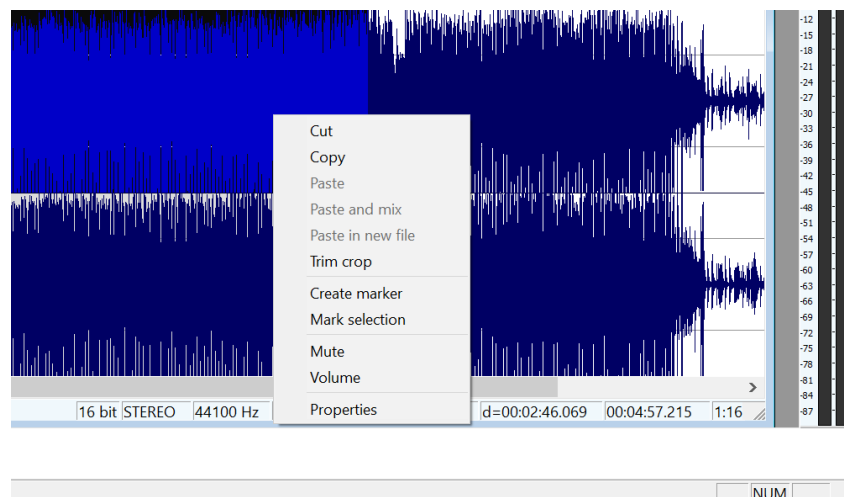 Cut
Copy
Paste
Paste and mix
Paste in new file
Trim crop
Create marker
Mark selection
Mute
Volume
Properties
-12
-15
-18
-21
-24
-27
-30
-33
-36
-39
-42
-45
-48
-51
-54
-57
-60
-63
-66
-69
-72
-75
-78
-81
-84
-87
16 bit STEREO 44100 Hz d=00:02:46.069 00:04:57.215 1:16
NUM